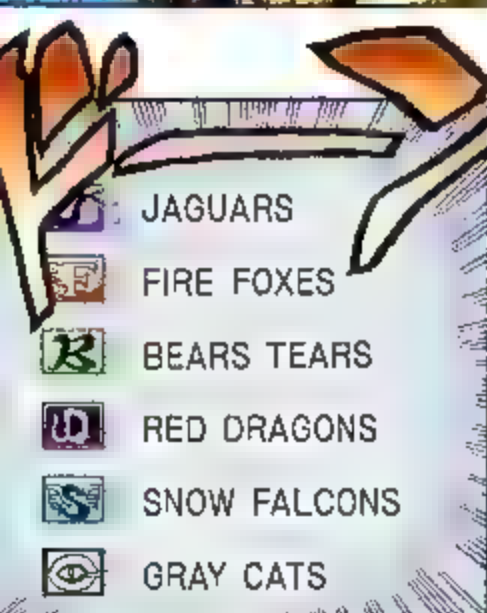 JAGUARS
FIRE FOXES
BEARS TEARS
RED DRAGONS
SNOW FALCONS
GRAY CATS